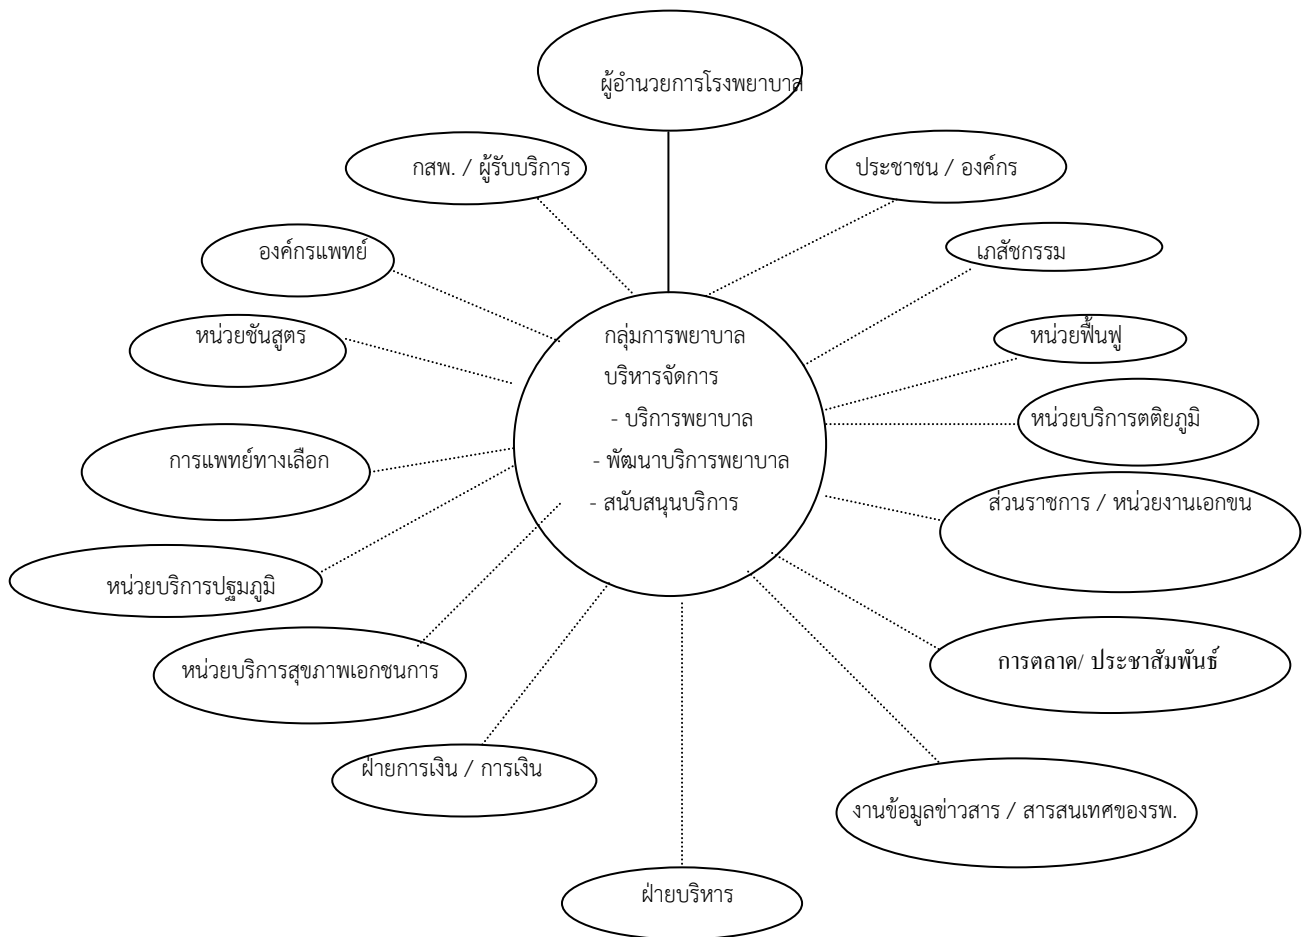 ผู้อำนวยการโรงพยาบาล
กสพ. / ผู้รับบริการ
ประชาชน / องค์กร
องค์กรแพทย์
เภสัชกรรม
หน่วยชันสูตร
หน่วยฟื้นฟู
กลุ่มการพยาบาล
บริหารจัดการ
- บริการพยาบาล
- พัฒนาบริการพยาบาล
- สนับสนุนบริการ
หน่วยบริการตติยภูมิ
การแพทย์ทางเลือก
ส่วนราชการ / หน่วยงานเอกขน
หน่วยบริการปฐมภูมิ
หน่วยบริการสุขภาพเอกชนการ
การตลาด/ ประชาสัมพันธ์
ฝ่ายการเงิน / การเงิน
งานข้อมูลข่าวสาร / สารสนเทศของรพ.
ฝ่ายบริหาร